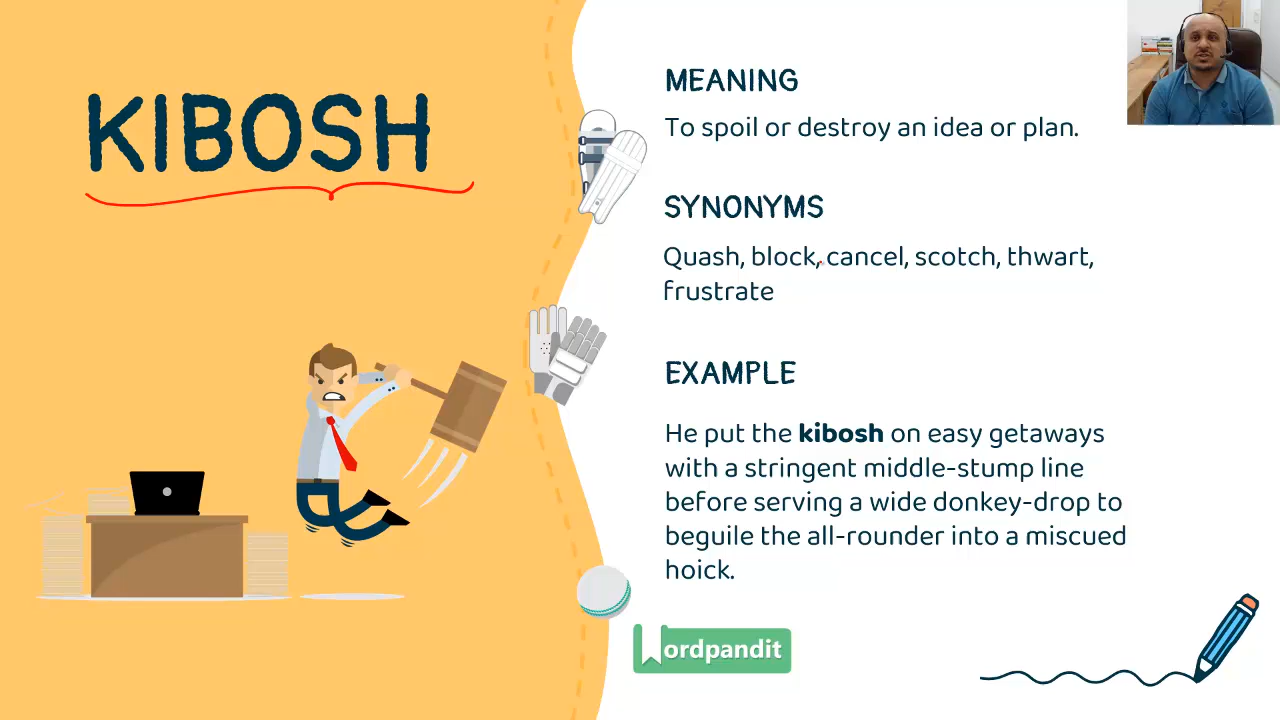 KIBOSH
MEANING
To spoil or destroy an idea or plan.
SYNONYMS
Quash, block, cancel, scotch, thwart,
frustrate
EXAMPLE
He put the kibosh on easy getaways
with a stringent middle-stump line
before serving a wide donkey-drop to
beguile the all-rounder into a miscued
hoick.
Wordpandit